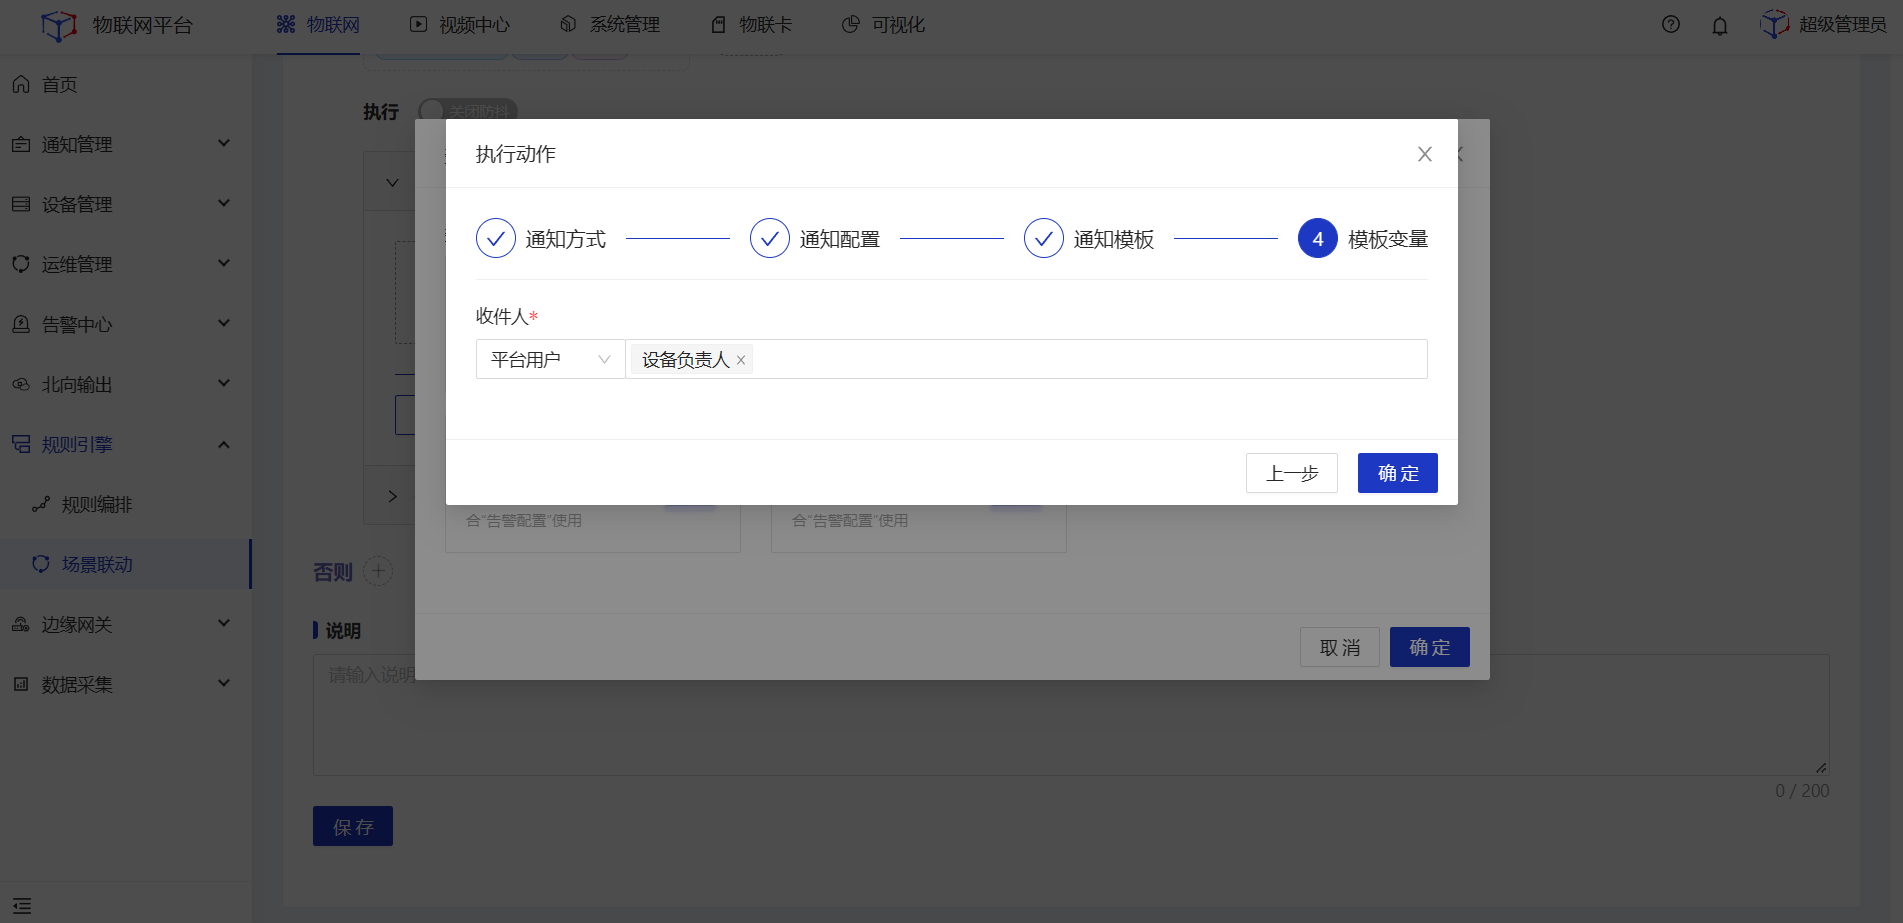 物联网平台
物联网
视频中心
系统管理
物联卡
可视化
超级管理员
首页
通知管理
设备管理
运维管理
告警中心
北向输出
规则引擎
规则编排
场景联动
边缘网关
数据采集
执行
关闭防抖
执行动作
通知方式
通知配置
通知模板
4 模板变量
收件人*
平台用户
设备负责人
上一步
确定
合"告警配置"使用
合"告警配置"使用
否则
取消
确定
说明
请输入说明
0 / 200
保存